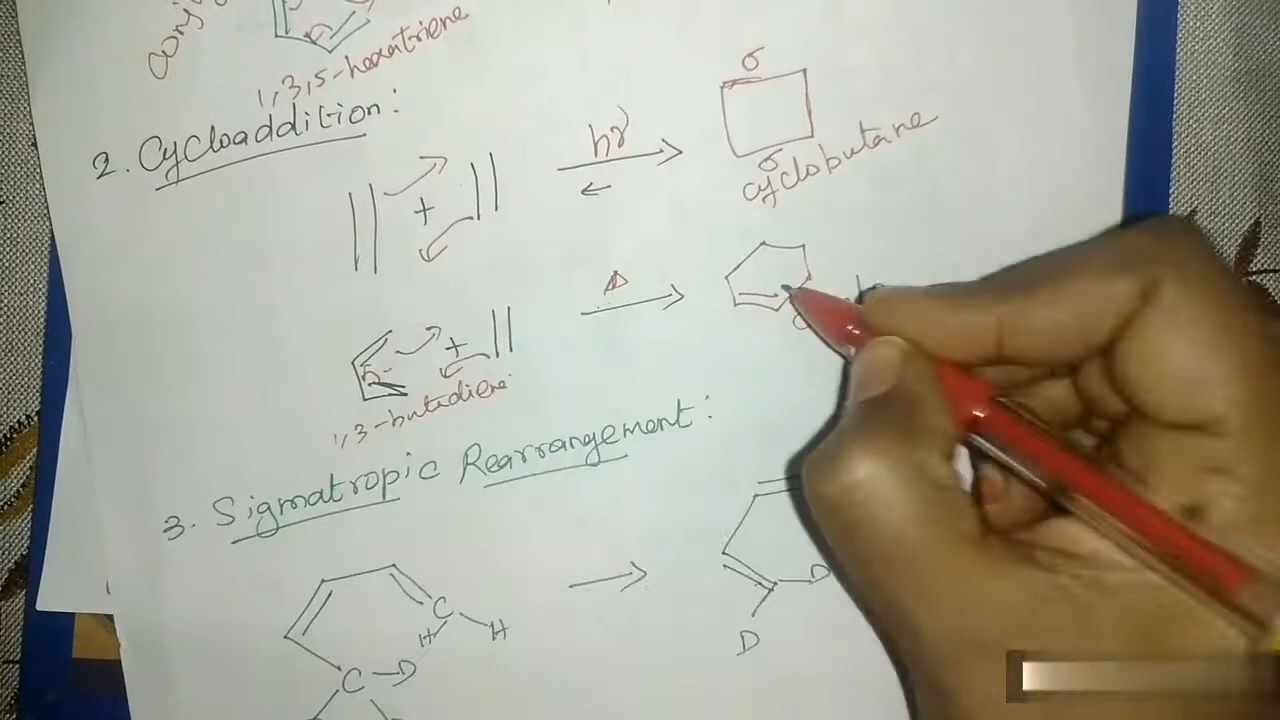 1,3,5-hexatriene
2. Cycloaddition:
+
hν
σ
σ
cyclobutane
+
Δ
1,3-butadiene
3. Sigmatropic Rearrangement:
C
H
H
C
D
D
D